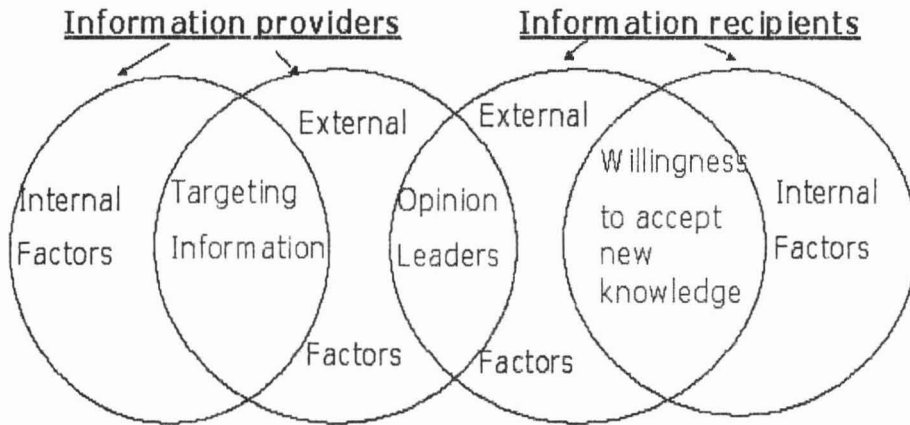 Information providers
Information recipients
Internal
Factors
Targeting
Information
External
Factors
Opinion
Leaders
External
Factors
Willingness
to accept
new
knowledge
Internal
Factors